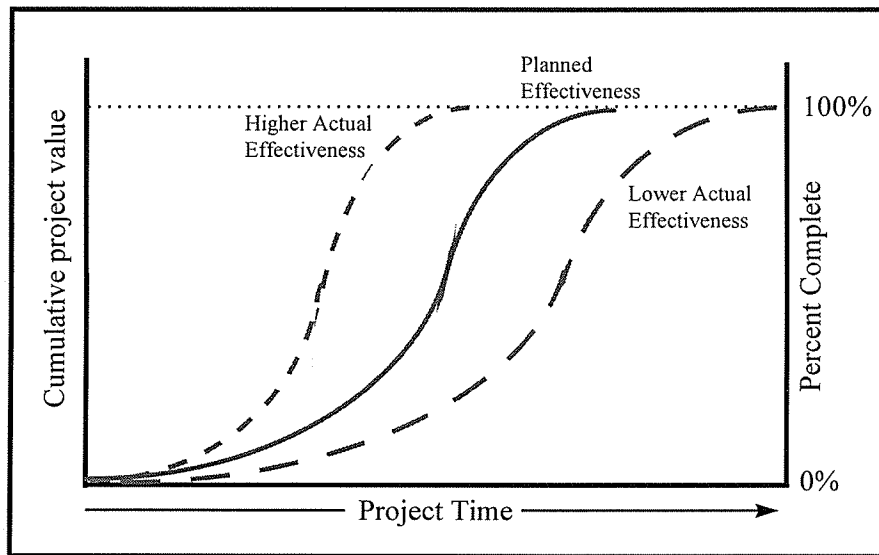 Planned
Effectiveness
Higher Actual
Effectiveness
100%
Lower Actual
Effectiveness
Cumulative project value
Percent Complete
0%
Project Time